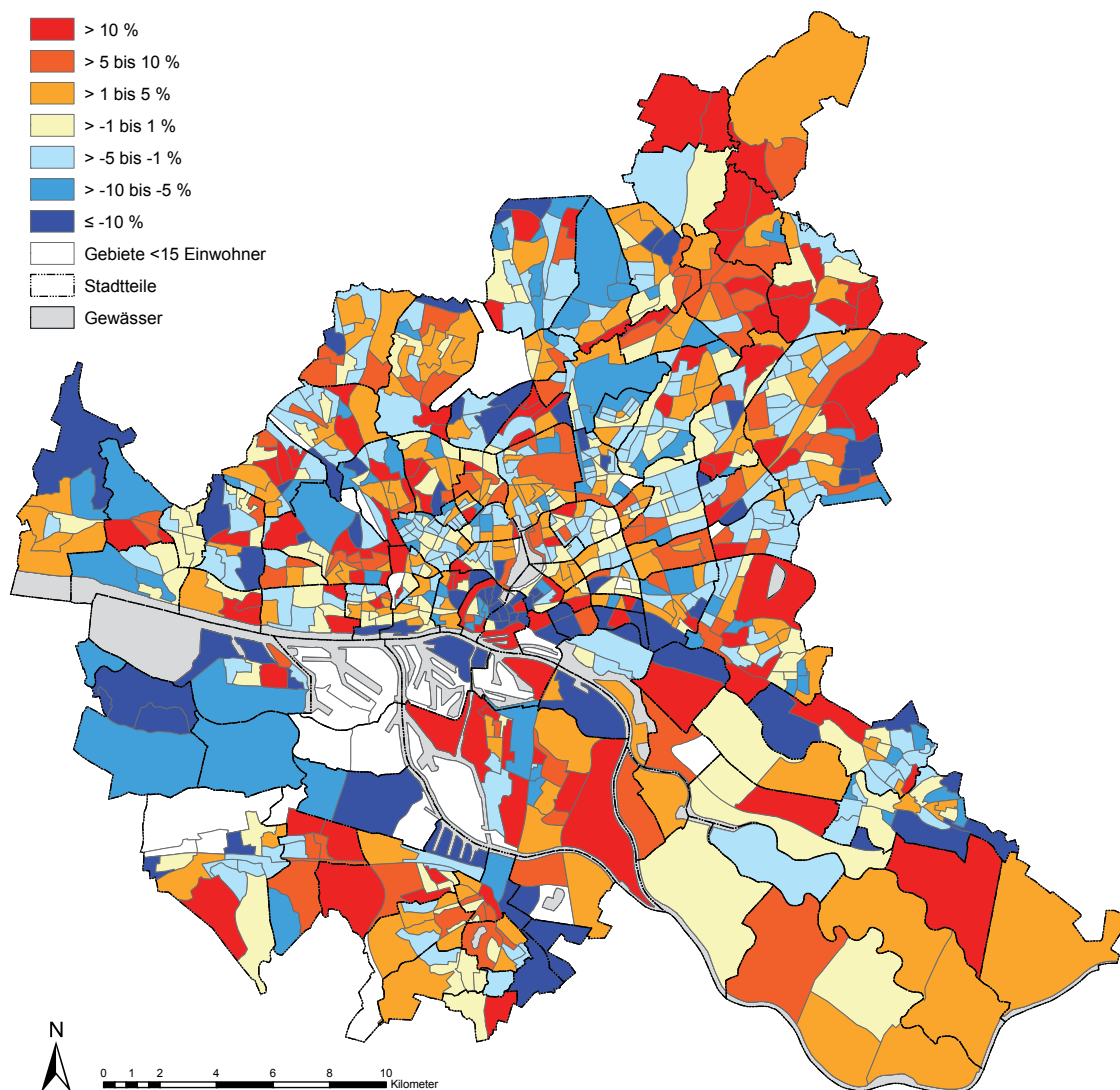 > 10 %
> 5 bis 10 %
> 1 bis 5 %
> -1 bis 1 %
> -5 bis -1 %
> -10 bis -5 %
≤ -10 %
Gebiete <15 Einwohner
Stadtteile
Gewässer
N
0 2 4 6 8 10
Kilometer